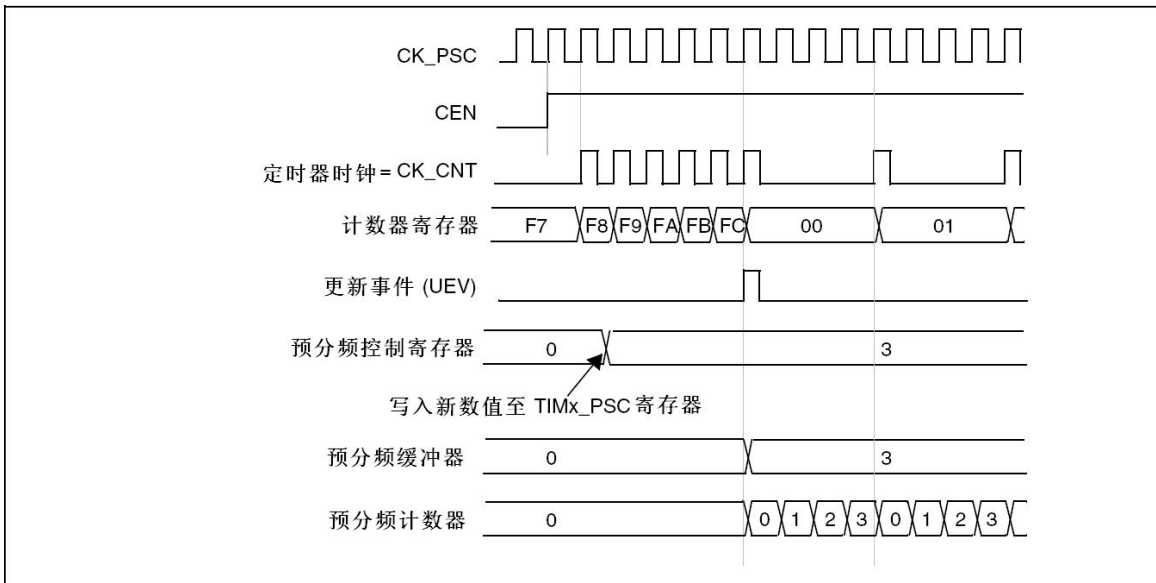 CK_PSC
CEN
定时器时钟= CK_CNT
计数器寄存器 F7 F8 F9 FA FB FC 00 01
更新事件 (UEV)
预分频控制寄存器 0 3
写入新数值至 TIMx_PSC 寄存器
预分频缓冲器 0 3
预分频计数器 0 0 1 2 3 0 1 2 3